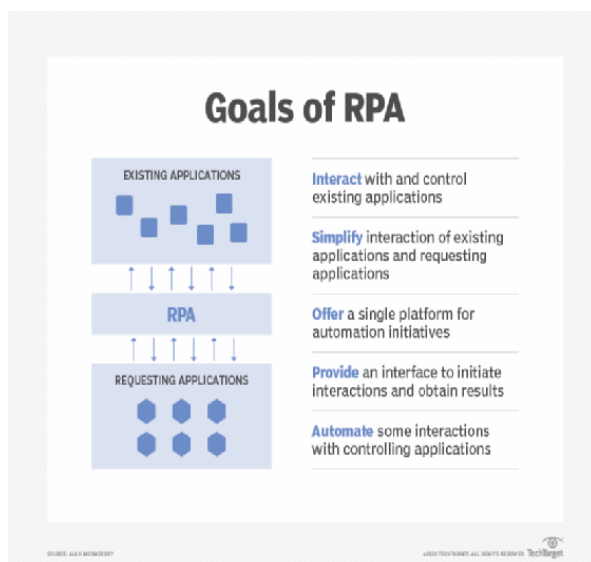 Goals of RPA
EXISTING APPLICATIONS
RPA
REQUESTING APPLICATIONS
Interact with and control
existing applications
Simplify interaction of existing
applications and requesting
applications
Offer a single platform for
automation initiatives
Provide an interface to initiate
interactions and obtain results
Automate some interactions
with controlling applications
TechTarget